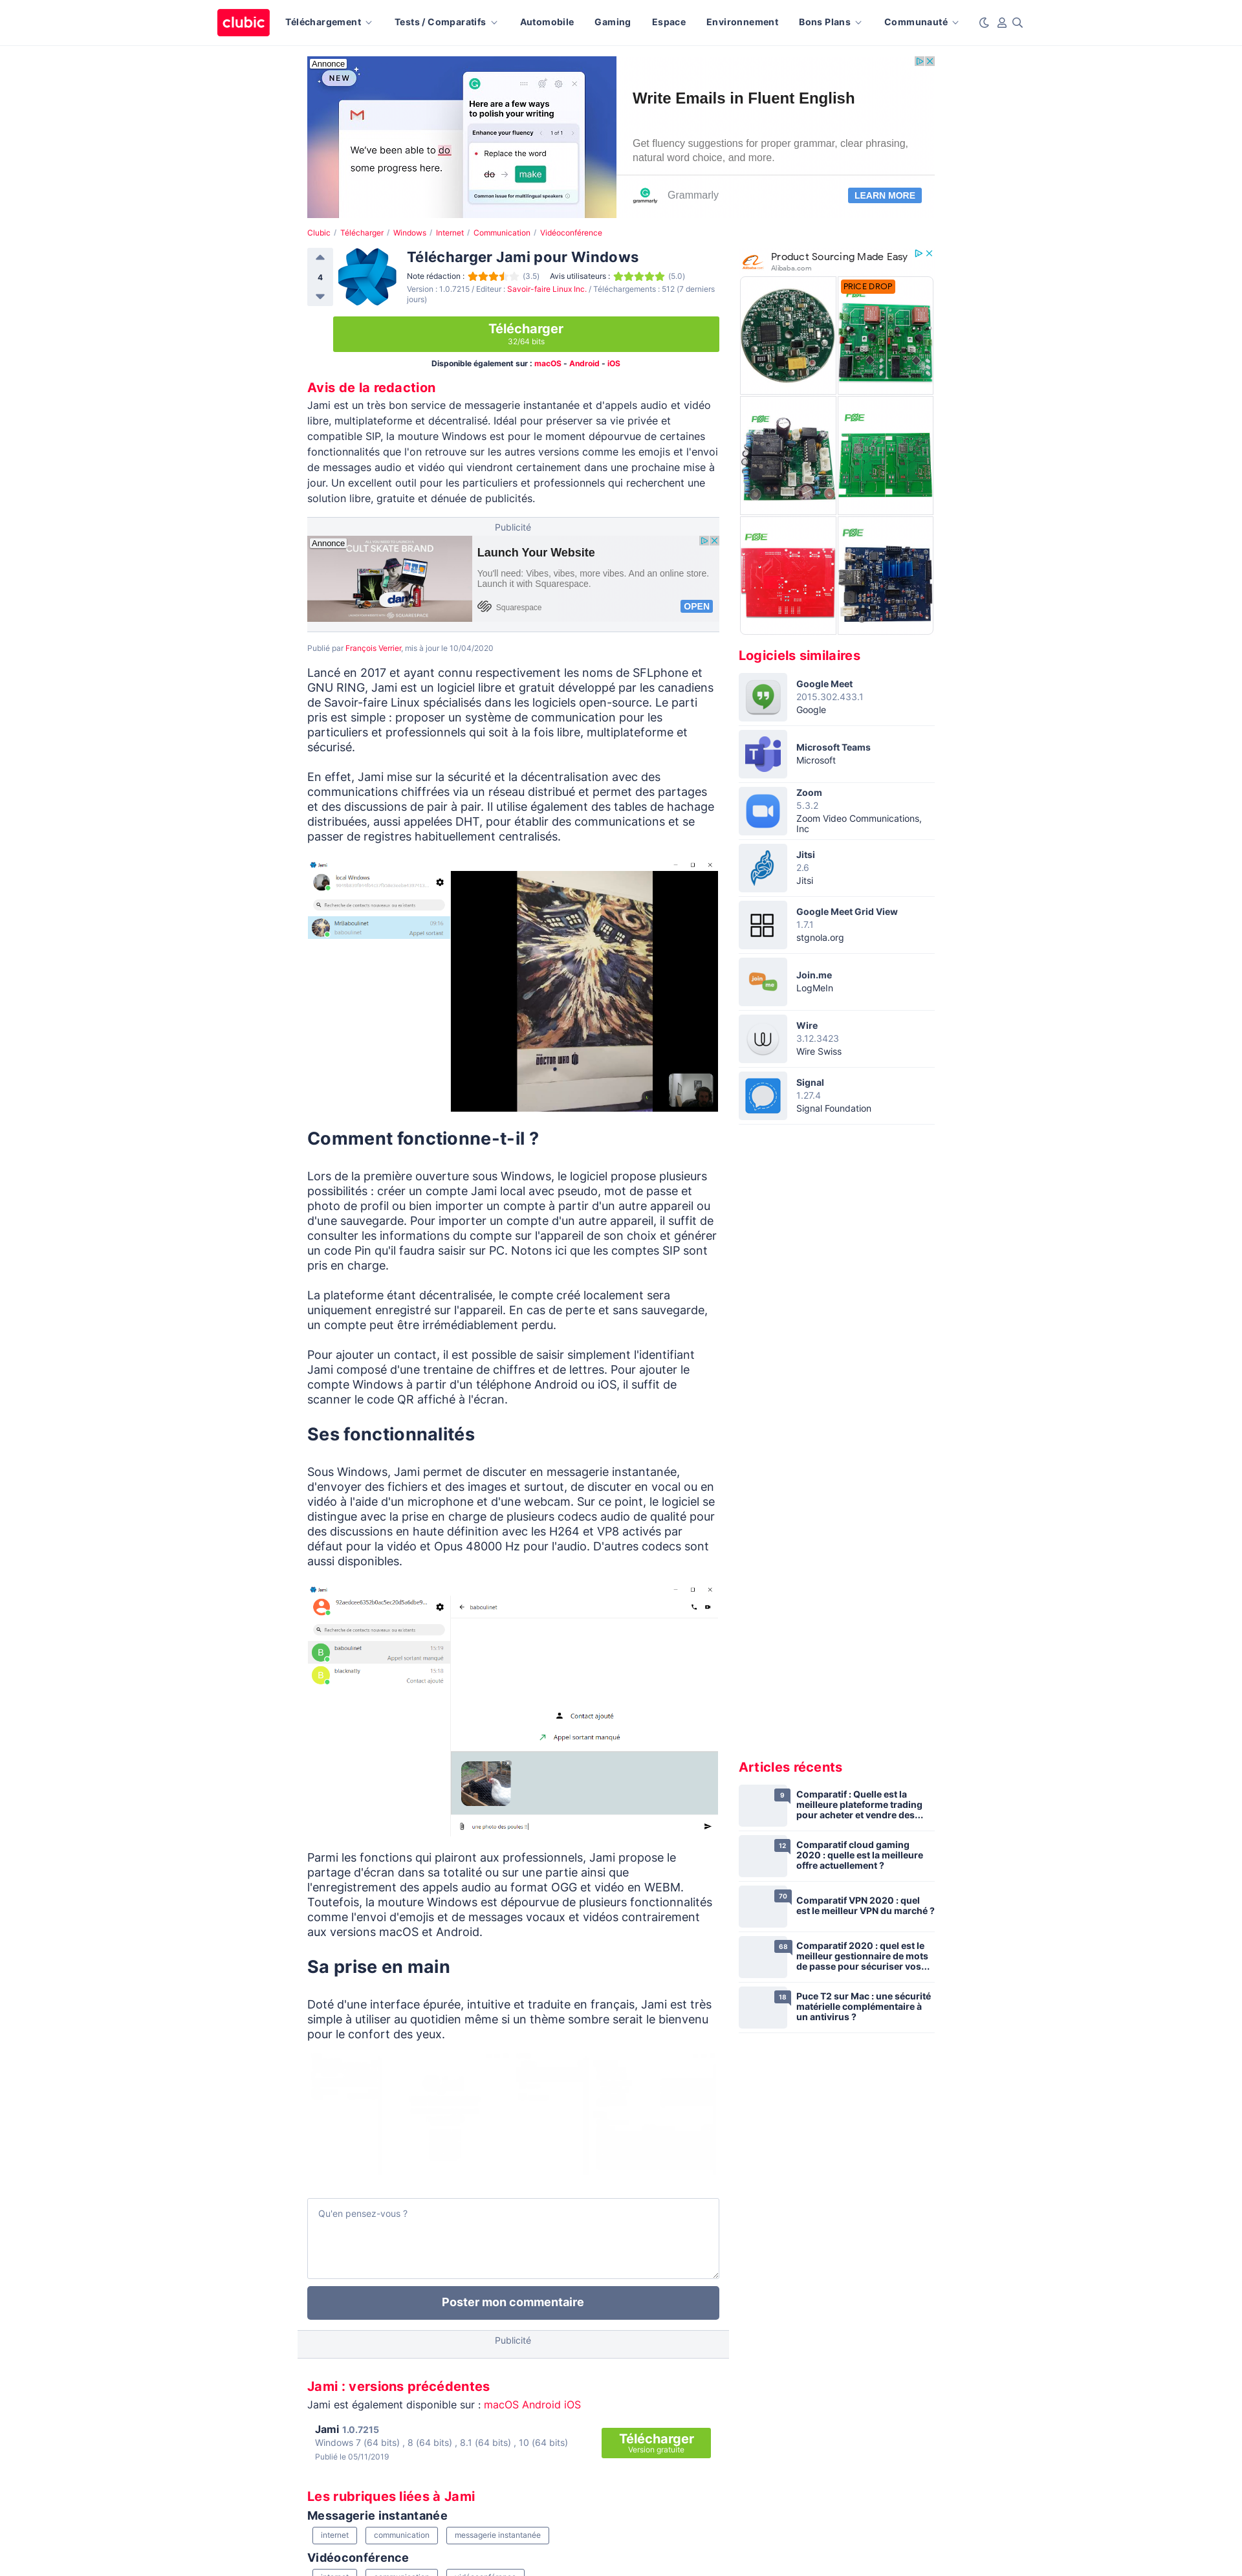 clubic
Téléchargement
Tests / Comparatifs
Automobile
Gaming
Espace
Environnement
Bons Plans
Communauté
Annonce
NEW
We've been able to do
some progress here.
Here are a few ways
to polish your writing
Enhance your fluency
1 of 1
Replace the word
do → make
Common issue for multilingual speakers
Write Emails in Fluent English
Get fluency suggestions for proper grammar, clear phrasing,
natural word choice, and more.
grammarly
Grammarly
LEARN MORE
Clubic / Télécharger / Windows / Internet / Communication / Vidéoconférence
4
Télécharger Jami pour Windows
Note rédaction : (3.5) Avis utilisateurs : (5.0)
Version : 1.0.7215 / Editeur : Savoir-faire Linux Inc. / Téléchargements : 512 (7 derniers
jours)
Télécharger
32/64 bits
Disponible également sur : macOS - Android - iOS
Avis de la redaction
Jami est un très bon service de messagerie instantanée et d'appels audio et vidéo
libre, multiplateforme et décentralisé. Idéal pour préserver sa vie privée et
compatible SIP, la mouture Windows est pour le moment dépourvue de certaines
fonctionnalités que l'on retrouve sur les autres versions comme les emojis et l'envoi
de messages audio et vidéo qui viendront certainement dans une prochaine mise à
jour. Un excellent outil pour les particuliers et professionnels qui recherchent une
solution libre, gratuite et dénuée de publicités.
Publicité
Annonce
CULT SKATE BRAND
SQUARESPACE
Launch Your Website
You'll need: Vibes, vibes, more vibes. And an online store.
Launch it with Squarespace.
Squarespace
OPEN
Publié par François Verrier, mis à jour le 10/04/2020
Lancé en 2017 et ayant connu respectivement les noms de SFLphone et
GNU RING, Jami est un logiciel libre et gratuit développé par les canadiens
de Savoir-faire Linux spécialisés dans les logiciels open-source. Le parti
pris est simple : proposer un système de communication pour les
particuliers et professionnels qui soit à la fois libre, multiplateforme et
sécurisé.
En effet, Jami mise sur la sécurité et la décentralisation avec des
communications chiffrées via un réseau distribué et permet des partages
et des discussions de pair à pair. Il utilise également des tables de hachage
distribuées, aussi appelées DHT, pour établir des communications et se
passer de registres habituellement centralisés.
Jami
local Windows
Recherche de contacts nouveaux ou existants
Millaboulinet
09:56
baboulinet
Appel sortant
DOCTOR WHO
Comment fonctionne-t-il ?
Lors de la première ouverture sous Windows, le logiciel propose plusieurs
possibilités : créer un compte Jami local avec pseudo, mot de passe et
photo de profil ou bien importer un compte à partir d'un autre appareil ou
d'une sauvegarde. Pour importer un compte d'un autre appareil, il suffit de
consulter les informations du compte sur l'appareil de son choix et générer
un code Pin qu'il faudra saisir sur PC. Notons ici que les comptes SIP sont
pris en charge.
La plateforme étant décentralisée, le compte créé localement sera
uniquement enregistré sur l'appareil. En cas de perte et sans sauvegarde,
un compte peut être irrémédiablement perdu.
Pour ajouter un contact, il est possible de saisir simplement l'identifiant
Jami composé d'une trentaine de chiffres et de lettres. Pour ajouter le
compte Windows à partir d'un téléphone Android ou iOS, il suffit de
scanner le code QR affiché à l'écran.
Ses fonctionnalités
Sous Windows, Jami permet de discuter en messagerie instantanée,
d'envoyer des fichiers et des images et surtout, de discuter en vocal ou en
vidéo à l'aide d'un microphone et d'une webcam. Sur ce point, le logiciel se
distingue avec la prise en charge de plusieurs codecs audio de qualité pour
des discussions en haute définition avec les H264 et VP8 activés par
défaut pour la vidéo et Opus 48000 Hz pour l'audio. D'autres codecs sont
aussi disponibles.
Jami
92aedcee6352b0ac5ec20d5a6dbe9...
baboulinet
Recherche de contacts nouveaux ou existants
B
baboulinet
15:19
Appel sortant manqué
B
blacknally
15:18
Contact ajouté
Contact ajouté
Appel sortant manqué
une photo des poules !!
Parmi les fonctions qui plairont aux professionnels, Jami propose le
partage d'écran dans sa totalité ou sur une partie ainsi que
l'enregistrement des appels audio au format OGG et vidéo en WEBM.
Toutefois, la mouture Windows est dépourvue de plusieurs fonctionnalités
comme l'envoi d'emojis et de messages vocaux et vidéos contrairement
aux versions macOS et Android.
Sa prise en main
Doté d'une interface épurée, intuitive et traduite en français, Jami est très
simple à utiliser au quotidien même si un thème sombre serait le bienvenu
pour le confort des yeux.
Qu'en pensez-vous ?
Poster mon commentaire
Publicité
Jami : versions précédentes
Jami est également disponible sur : macOS Android iOS
Jami 1.0.7215
Windows 7 (64 bits) , 8 (64 bits) , 8.1 (64 bits) , 10 (64 bits)
Publié le 05/11/2019
Télécharger
Version gratuite
Les rubriques liées à Jami
Messagerie instantanée
internet
communication
messagerie instantanée
Vidéoconférence
Product Sourcing Made Easy
Alibaba.com
PRICE DROP
Logiciels similaires
Google Meet
2015.302.433.1
Google
Microsoft Teams
Microsoft
Zoom
5.3.2
Zoom Video Communications,
Inc
Jitsi
2.6
Jitsi
Google Meet Grid View
1.7.1
stgnola.org
Join.me
LogMeIn
Wire
3.12.3423
Wire Swiss
Signal
1.27.4
Signal Foundation
Articles récents
9
Comparatif : Quelle est la
meilleure plateforme trading
pour acheter et vendre des...
12
Comparatif cloud gaming
2020 : quelle est la meilleure
offre actuellement ?
70
Comparatif VPN 2020 : quel
est le meilleur VPN du marché ?
68
Comparatif 2020 : quel est le
meilleur gestionnaire de mots
de passe pour sécuriser vos...
18
Puce T2 sur Mac : une sécurité
matérielle complémentaire à
un antivirus ?